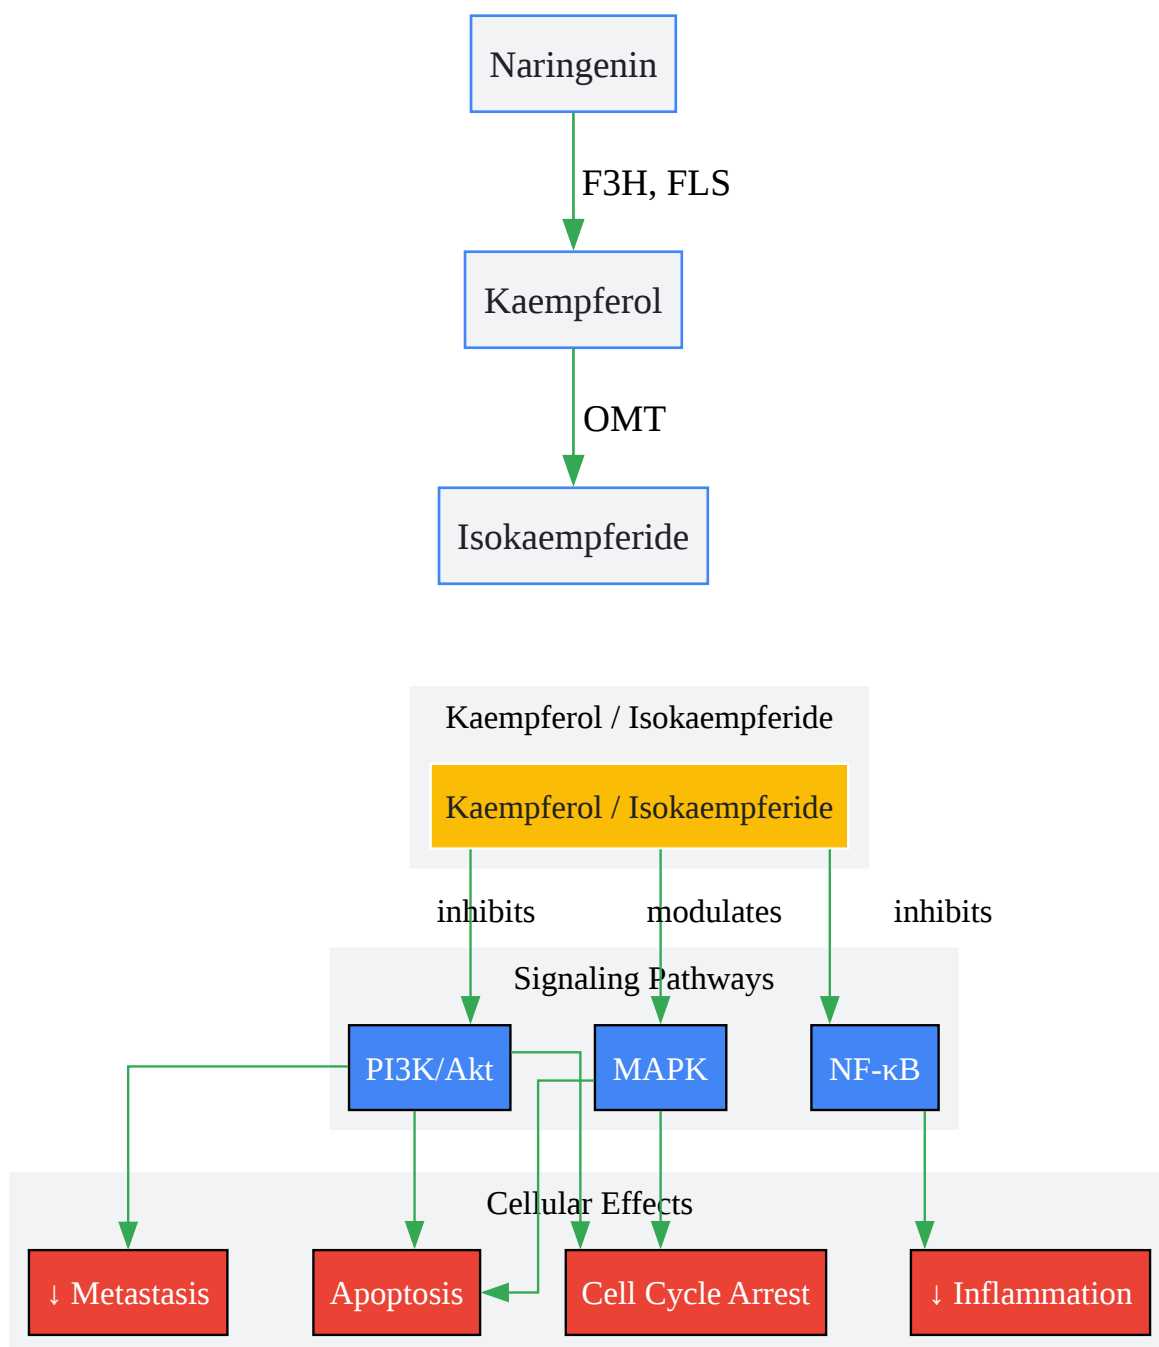 Naringenin
F3H, FLS
Kaempferol
OMT
Isokaempferide
Kaempferol / Isokaempferide
Kaempferol / Isokaempferide
inhibits
modulates
inhibits
Signaling Pathways
PI3K/Akt
MAPK
NF-κB
Cellular Effects
↓ Metastasis
Apoptosis
Cell Cycle Arrest
↓ Inflammation